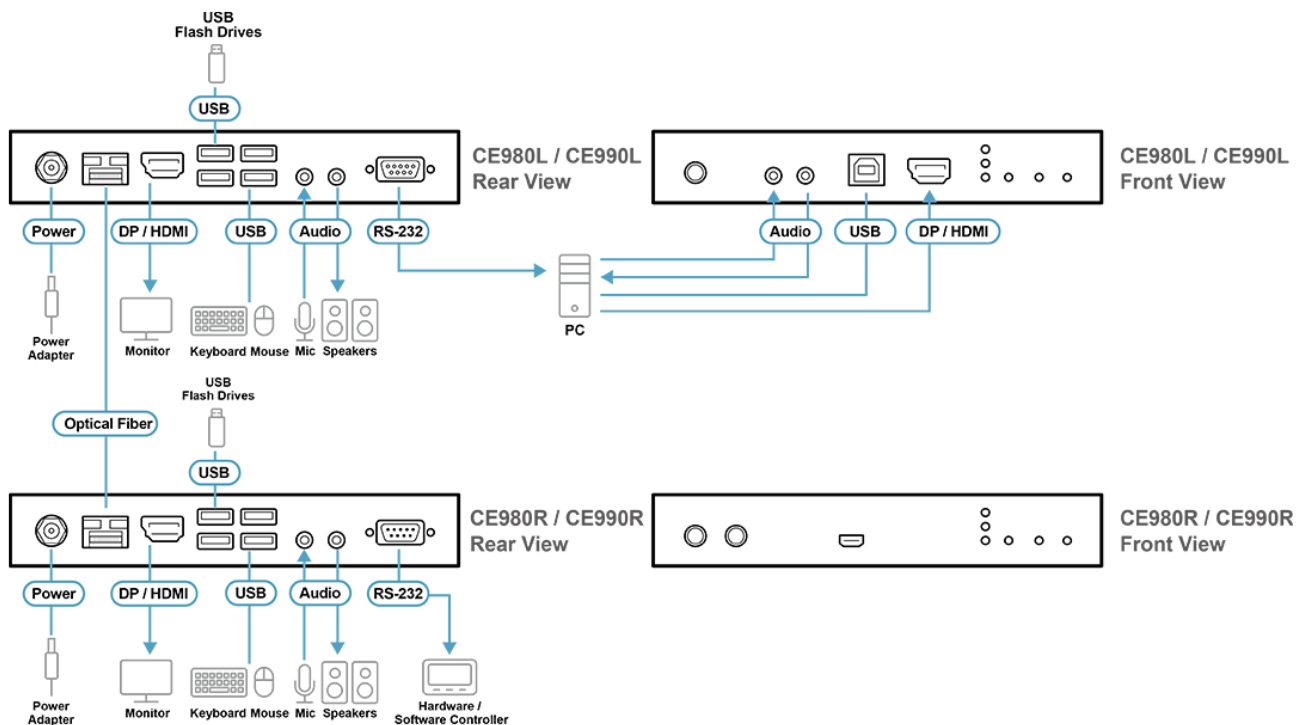 USB
Flash Drives
USB
CE980L / CE990L
Rear View
CE980L / CE990L
Front View
Power
DP / HDMI
USB
Audio
RS-232
Audio
USB
DP / HDMI
PC
Power
Adapter
Monitor
Keyboard Mouse
Mic
Speakers
USB
Flash Drives
Optical Fiber
USB
CE980R / CE990R
Rear View
CE980R / CE990R
Front View
Power
DP / HDMI
USB
Audio
RS-232
Power
Adapter
Monitor
Keyboard Mouse
Mic
Speakers
Hardware /
Software Controller